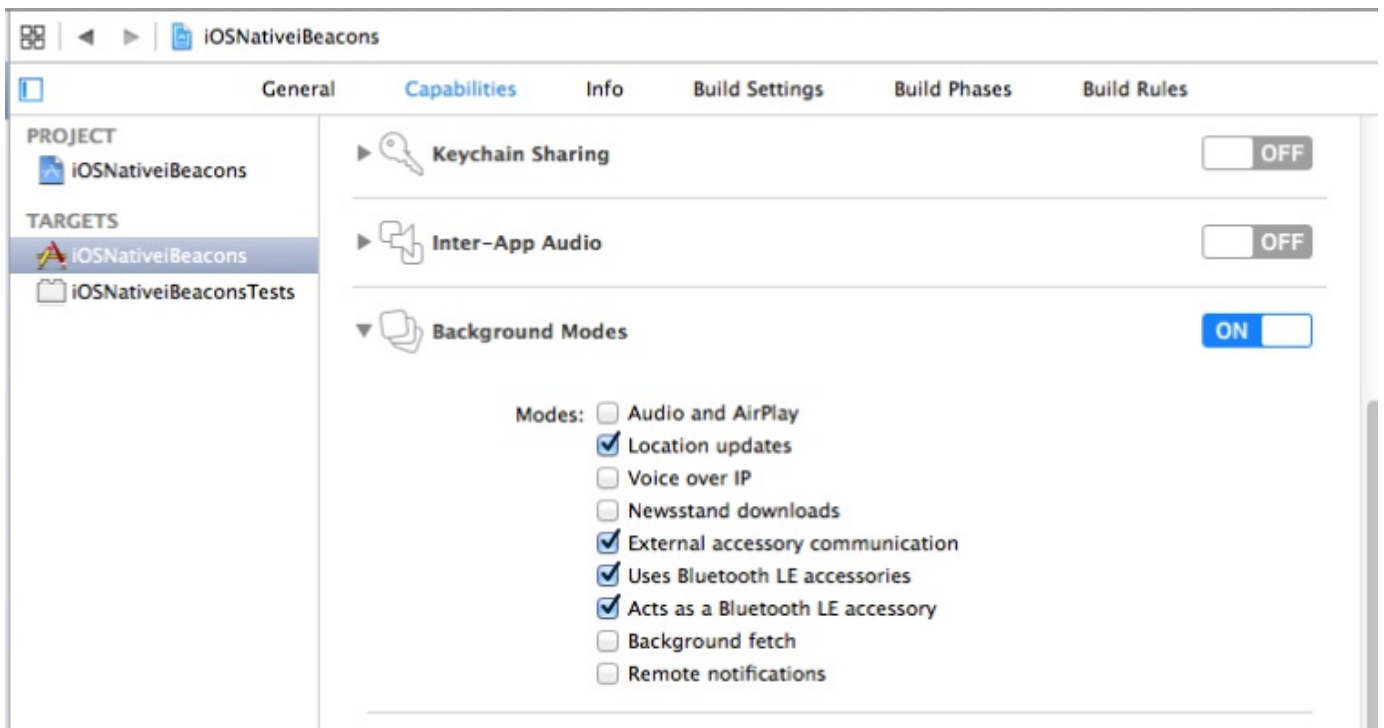 iOSNativeiBeacons
General Capabilities Info Build Settings Build Phases Build Rules
PROJECT
iOSNativeiBeacons
TARGETS
iOSNativeiBeacons
iOSNativeiBeaconsTests
Keychain Sharing OFF
Inter-App Audio OFF
Background Modes ON
Modes: Audio and AirPlay
Location updates
Voice over IP
Newsstand downloads
External accessory communication
Uses Bluetooth LE accessories
Acts as a Bluetooth LE accessory
Background fetch
Remote notifications